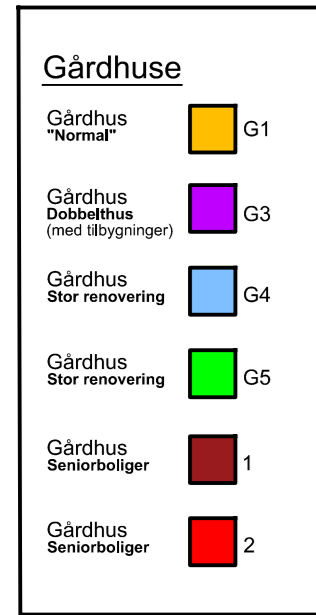 Gårdhuse
Gårdhus
"Normal"
G1
Gårdhus
Dobbelthus
(med tilbygninger)
G3
Gårdhus
Stor renovering
G4
Gårdhus
Stor renovering
G5
Gårdhus
Seniorboliger
1
Gårdhus
Seniorboliger
2